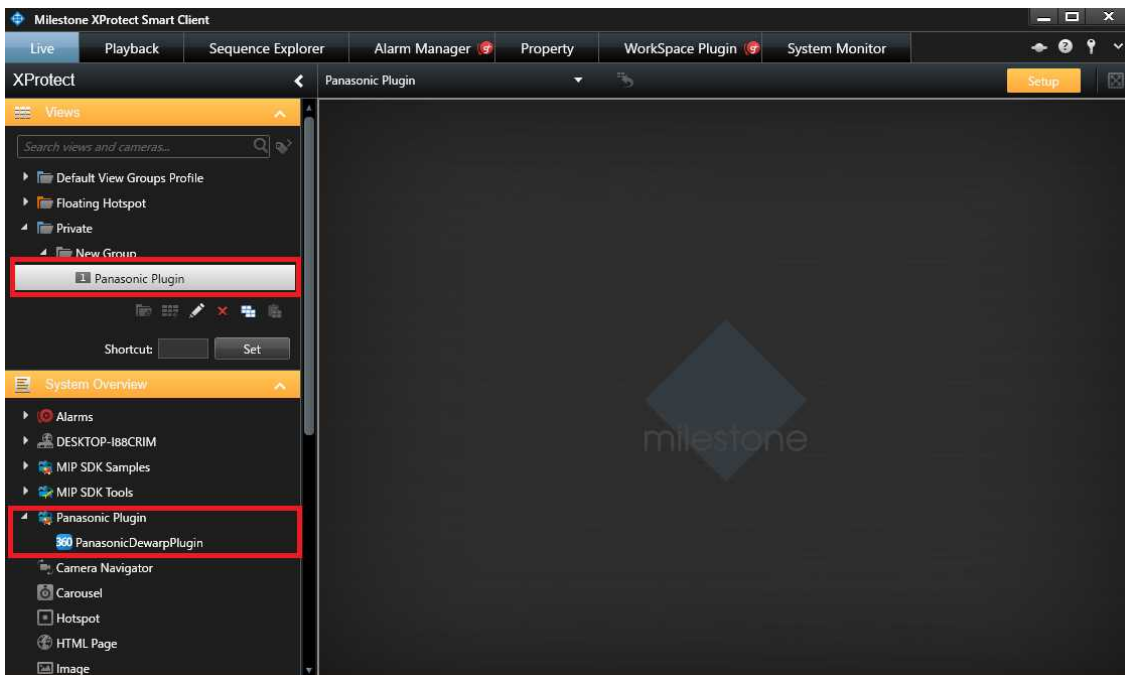 Milestone XProtect Smart Client
Live Playback Sequence Explorer Alarm Manager 9 Property WorkSpace Plugin 9 System Monitor
XProtect Panasonic Plugin Setup
Views
Search views and cameras...
Default View Groups Profile
Floating Hotspot
Private
New Group
1 Panasonic Plugin
Shortcut: Set
System Overview
Alarms
DESKTOP-I88CRIM
MIP SDK Samples
MIP SDK Tools
Panasonic Plugin
360 PanasonicDewarpPlugin
Camera Navigator
Carousel
Hotspot
HTML Page
Image
milestone